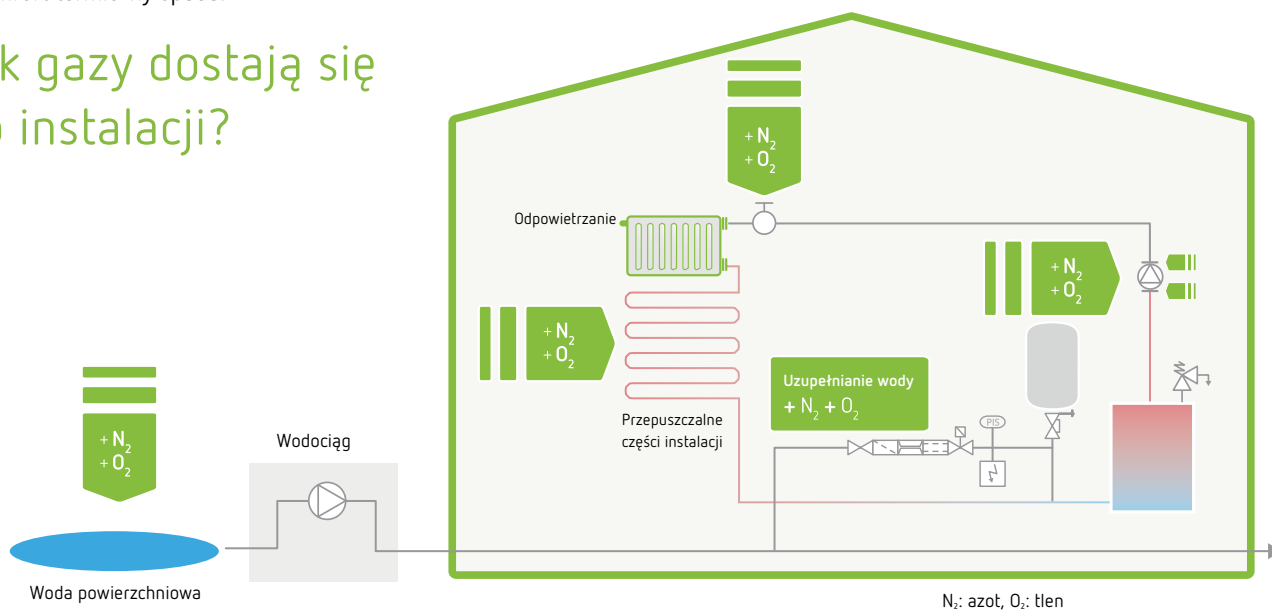 k gazy dostają się
instalacji?
+ N₂
+ O₂
Odpowietrzanie
+ N₂
+ O₂
+ N₂
+ O₂
Uzupełnianie wody
+ N₂ + O₂
Przepuszczalne
części instalacji
PIS
+ N₂
+ O₂
Wodociąg
Woda powierzchniowa
N₂: azot, O₂: tlen